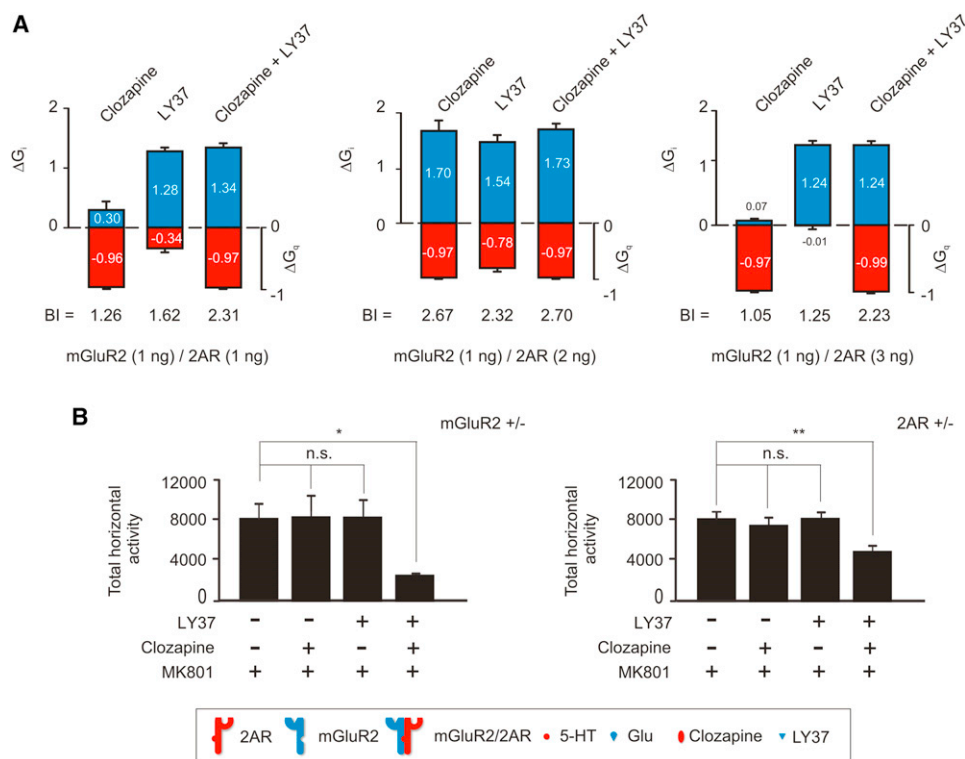 A
Clozapine
LY37
Clozapine + LY37
2
1
0
ΔGi
0.30
1.28
1.34
-0.96
-0.34
-0.97
0
-1
ΔGq
BI = 1.26 1.62 2.31
mGluR2 (1 ng) / 2AR (1 ng)
Clozapine
LY37
Clozapine + LY37
2
1
0
ΔGi
1.70
1.54
1.73
-0.97
-0.78
-0.97
0
-1
ΔGq
BI = 2.67 2.32 2.70
mGluR2 (1 ng) / 2AR (2 ng)
Clozapine
LY37
Clozapine + LY37
2
1
0
ΔGi
0.07
1.24
1.24
-0.97
-0.01
-0.99
0
-1
ΔGq
BI = 1.05 1.25 2.23
mGluR2 (1 ng) / 2AR (3 ng)
B
mGluR2 +/-
*
n.s.
12000
8000
4000
0
Total horizontal
activity
LY37 - - + +
Clozapine - + - +
MK801 + + + +
2AR +/-
**
n.s.
12000
8000
4000
0
Total horizontal
activity
LY37 - - + +
Clozapine - + - +
MK801 + + + +
2AR mGluR2 mGluR2/2AR 5-HT Glu Clozapine LY37